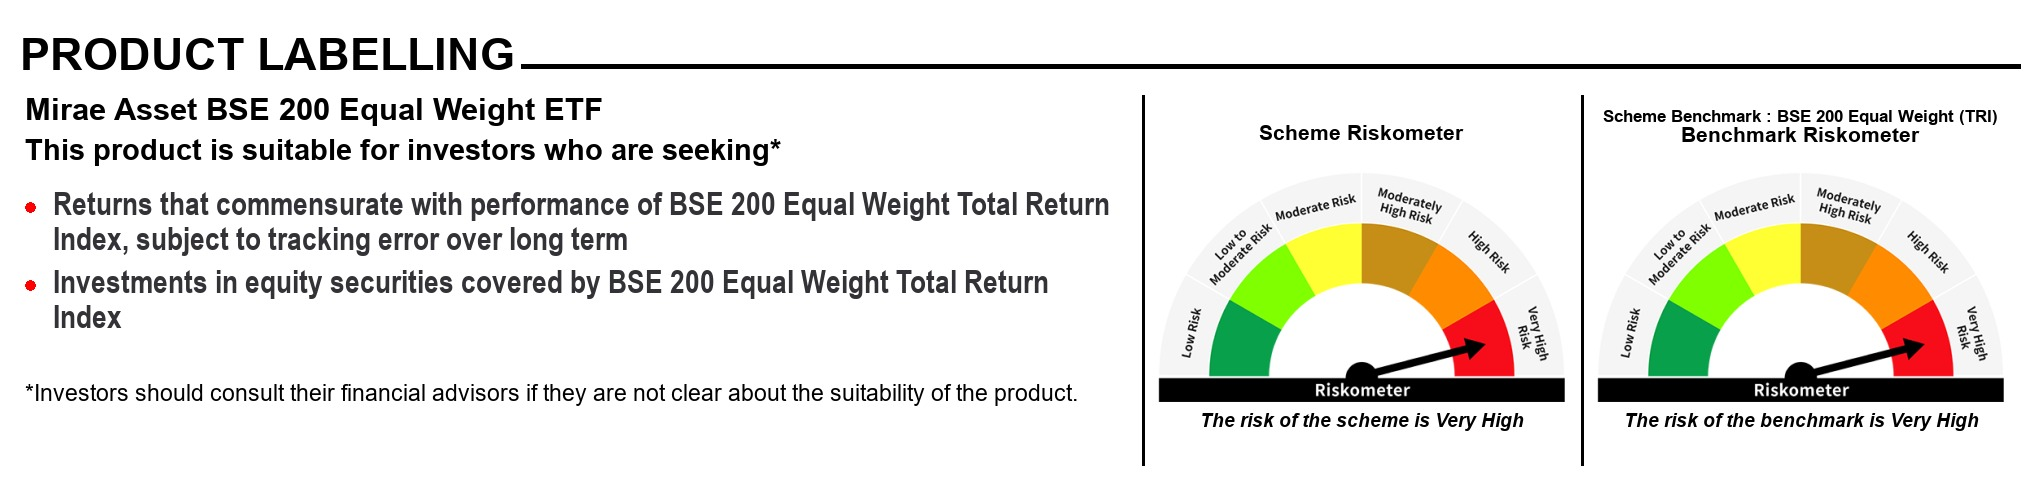 PRODUCT LABELLING
Mirae Asset BSE 200 Equal Weight ETF
This product is suitable for investors who are seeking*
• Returns that commensurate with performance of BSE 200 Equal Weight Total Return
Index, subject to tracking error over long term
• Investments in equity securities covered by BSE 200 Equal Weight Total Return
Index
*Investors should consult their financial advisors if they are not clear about the suitability of the product.
Scheme Riskometer
Low Risk
Low to
Moderate Risk
Moderate Risk
Moderately
High Risk
High Risk
Very High
Risk
Riskometer
The risk of the scheme is Very High
Scheme Benchmark : BSE 200 Equal Weight (TRI)
Benchmark Riskometer
Low Risk
Low to
Moderate Risk
Moderate Risk
Moderately
High Risk
High Risk
Very High
Risk
Riskometer
The risk of the benchmark is Very High